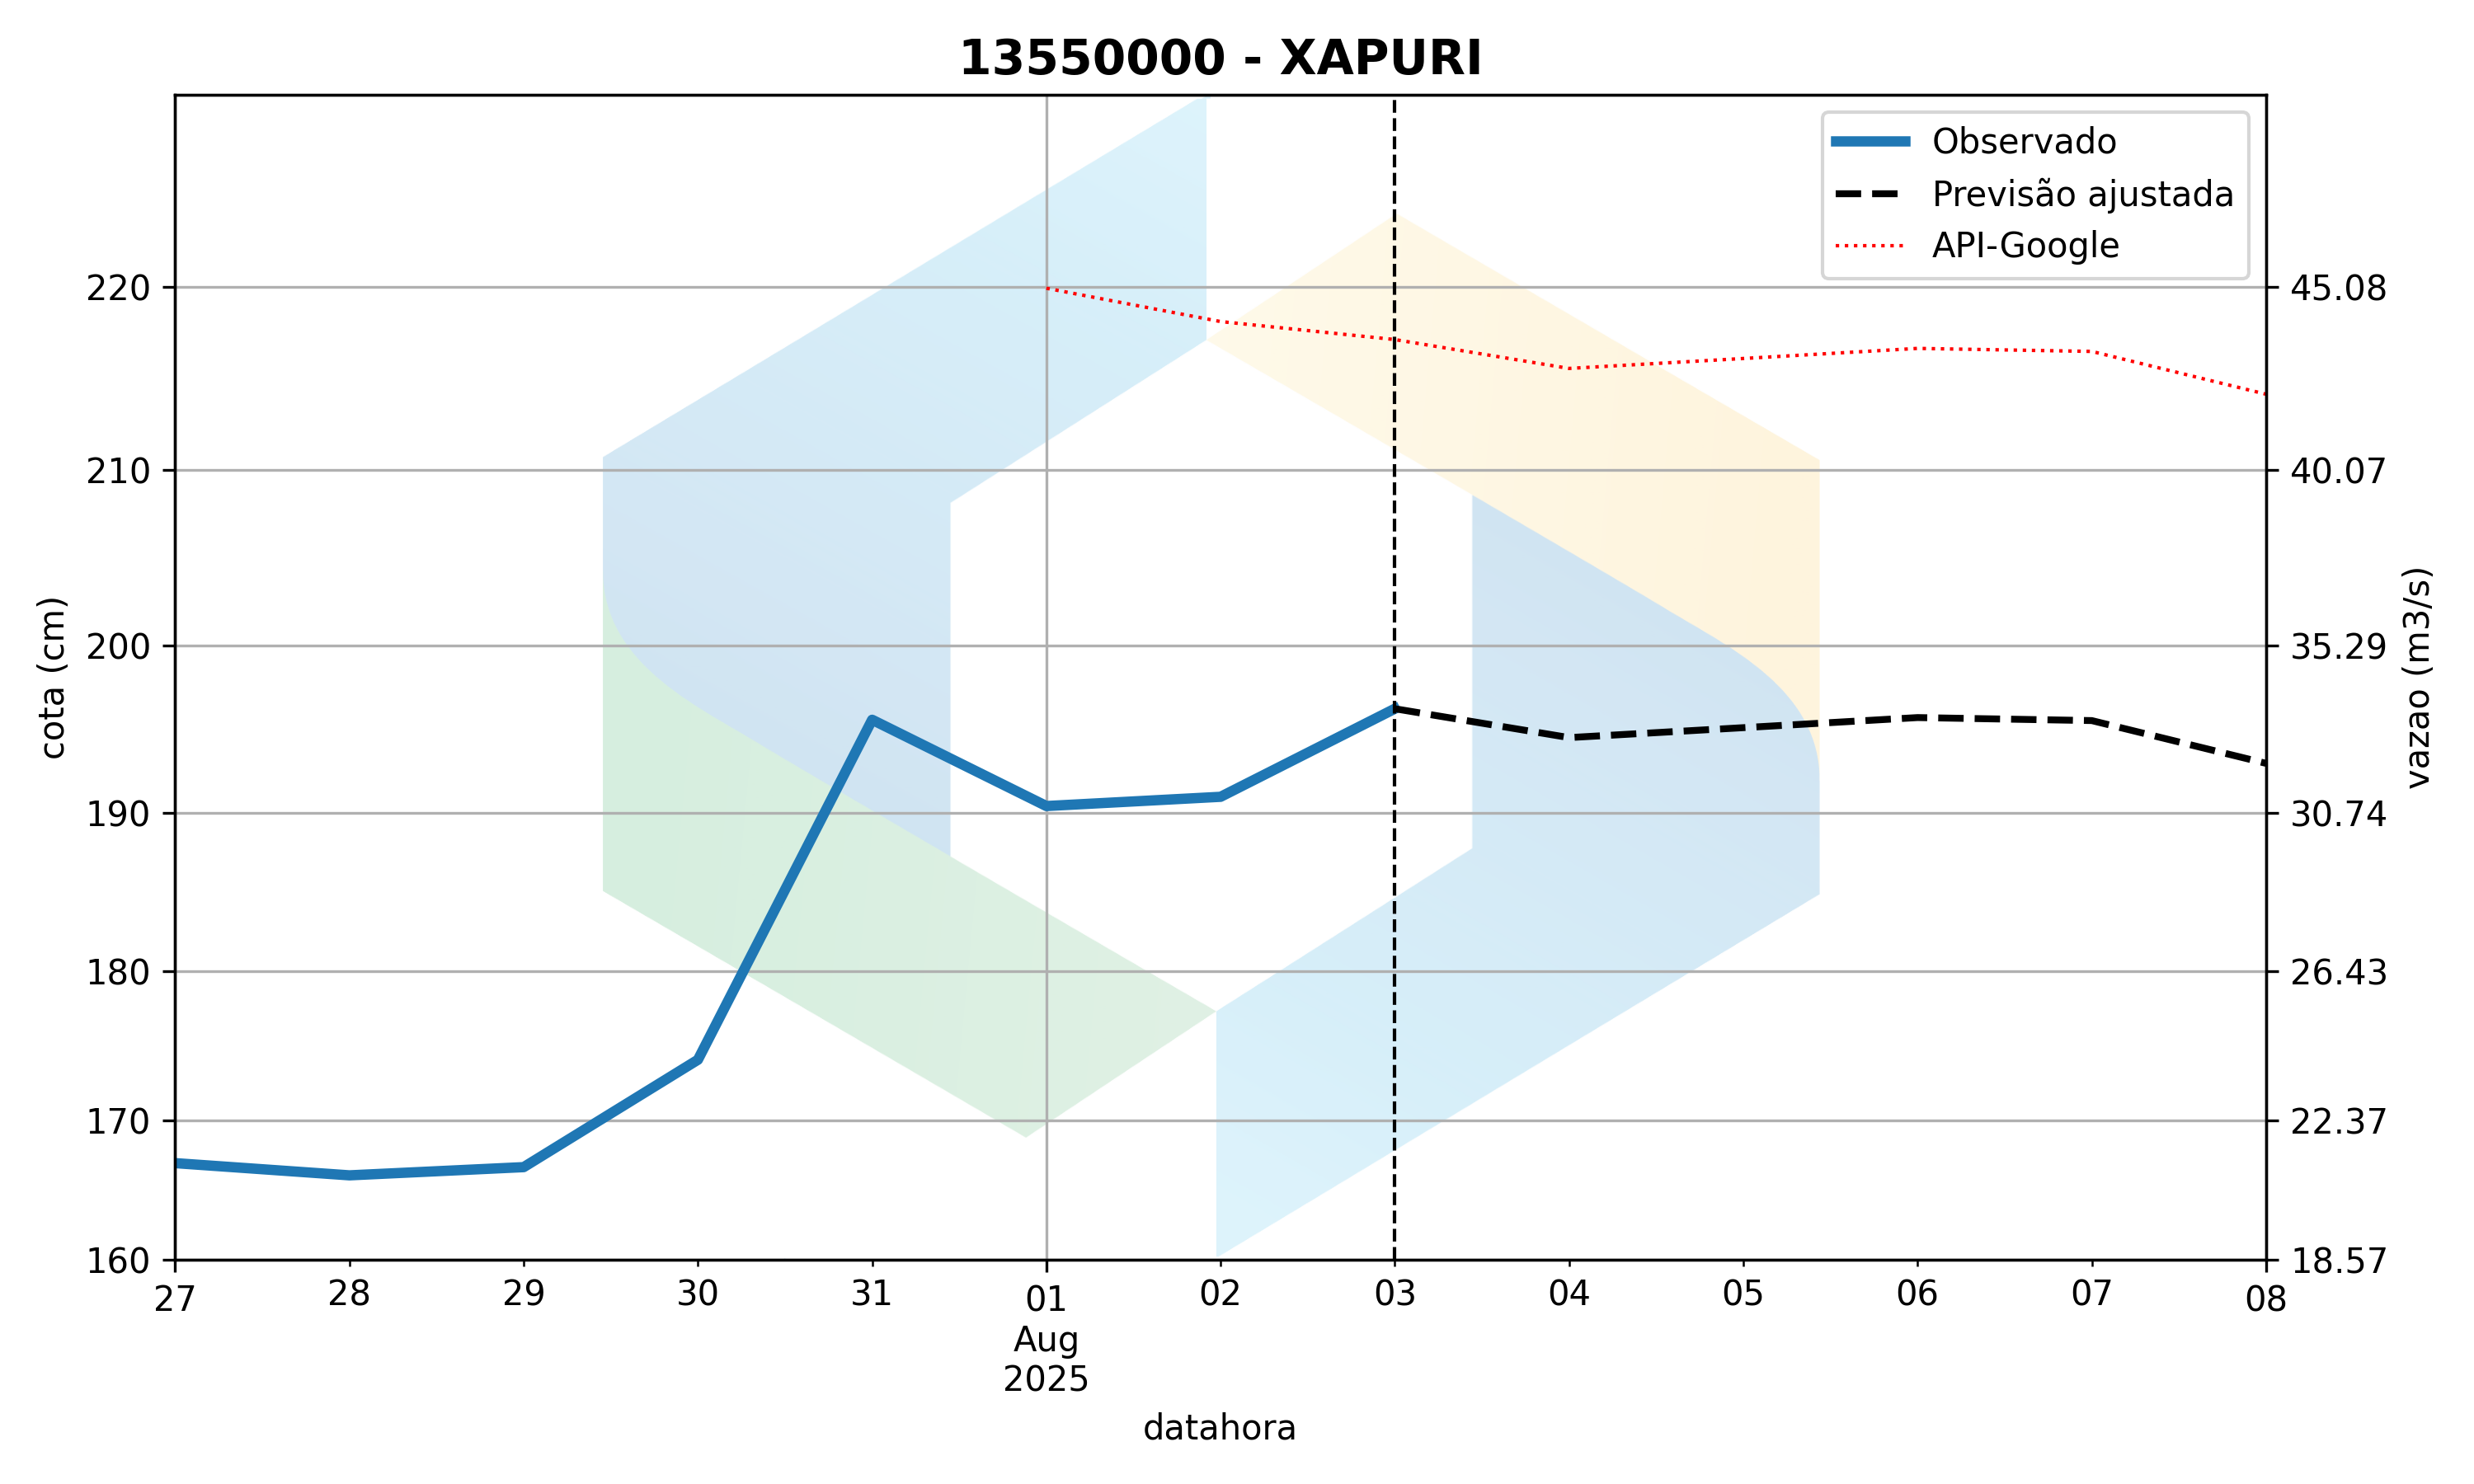 13550000 - XAPURI
Observado
Previsão ajustada
API-Google
220
210
200
190
180
170
160
cota (cm)
45.08
40.07
35.29
30.74
26.43
22.37
18.57
vazao (m3/s)
27 28 29 30 31 01 02 03 04 05 06 07 08
Aug
2025
datahora